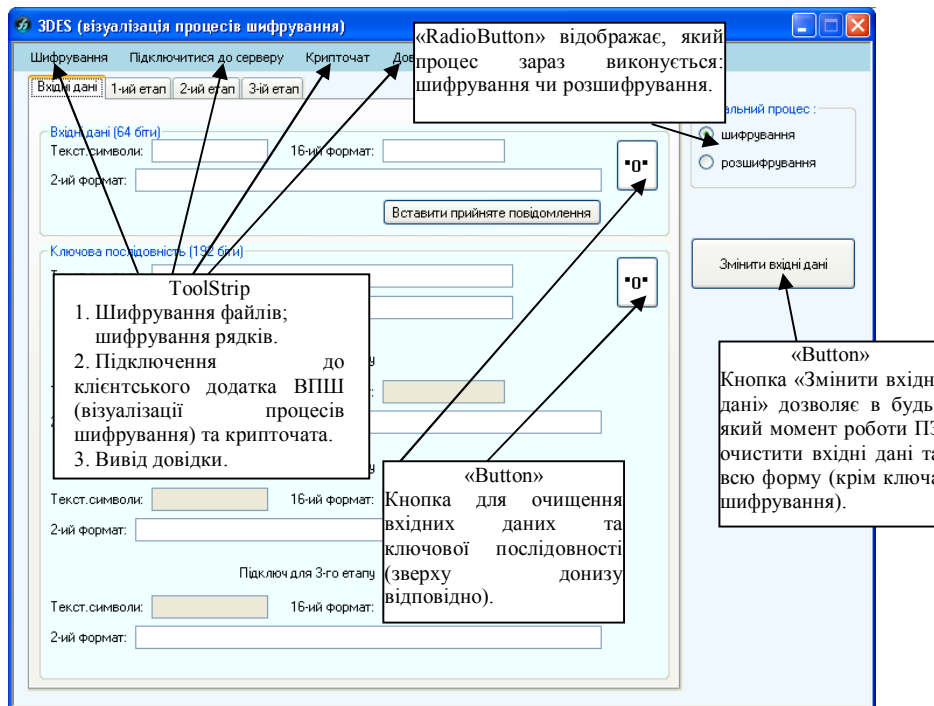 3DES (візуалізація процесів шифрування)
Шифрування Підключитися до серверу Крипточат
Вхідні дані 1-ий етап 2-ий етап 3-ій етап
«RadioButton» відображає, який
процес зараз виконується:
шифрування чи розшифрування.
процес :
шифрування
розшифрування
Вхідні дані (64 біти)
Текст.символи: 16-ий формат:
"0"
2-ий формат:
Вставити прийняте повідомлення
Ключова послідовність (192 біти)
"0"
Змінити вхідні дані
ToolStrip
1. Шифрування файлів;
шифрування рядків.
2. Підключення до
клієнтського додатка ВПШ
(візуалізації процесів
шифрування) та крипточата.
3. Вивід довідки.
«Button»
Кнопка «Змінити вхідні
дані» дозволяє в будь-
який момент роботи ПЗ
очистити вхідні дані та
всю форму (крім ключа
шифрування).
«Button»
Кнопка для очищення
вхідних даних та
ключової послідовності
(зверху донизу
відповідно).
Текст.символи: 16-ий формат:
2-ий формат:
Підключ для 3-го етапу
Текст.символи: 16-ий формат:
2-ий формат: